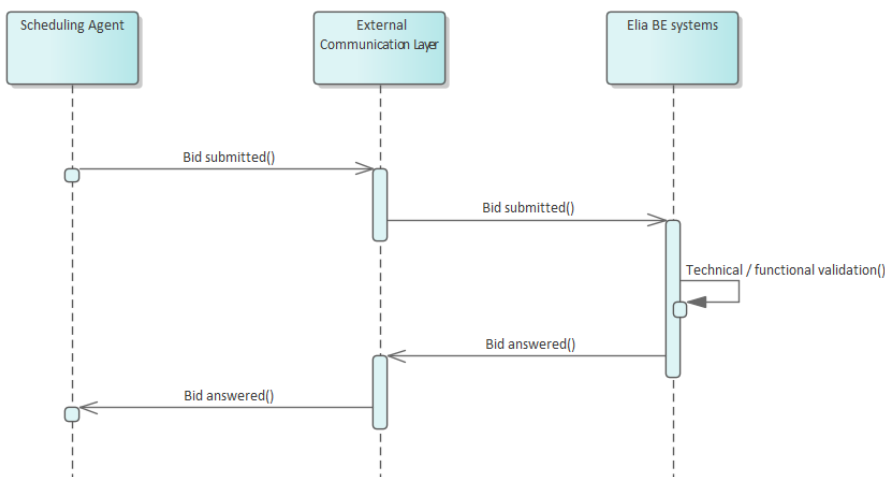 Scheduling Agent
External
Communication Layer
Elia BE systems
Bid submitted()
Bid submitted()
Technical / functional validation()
Bid answered()
Bid answered()